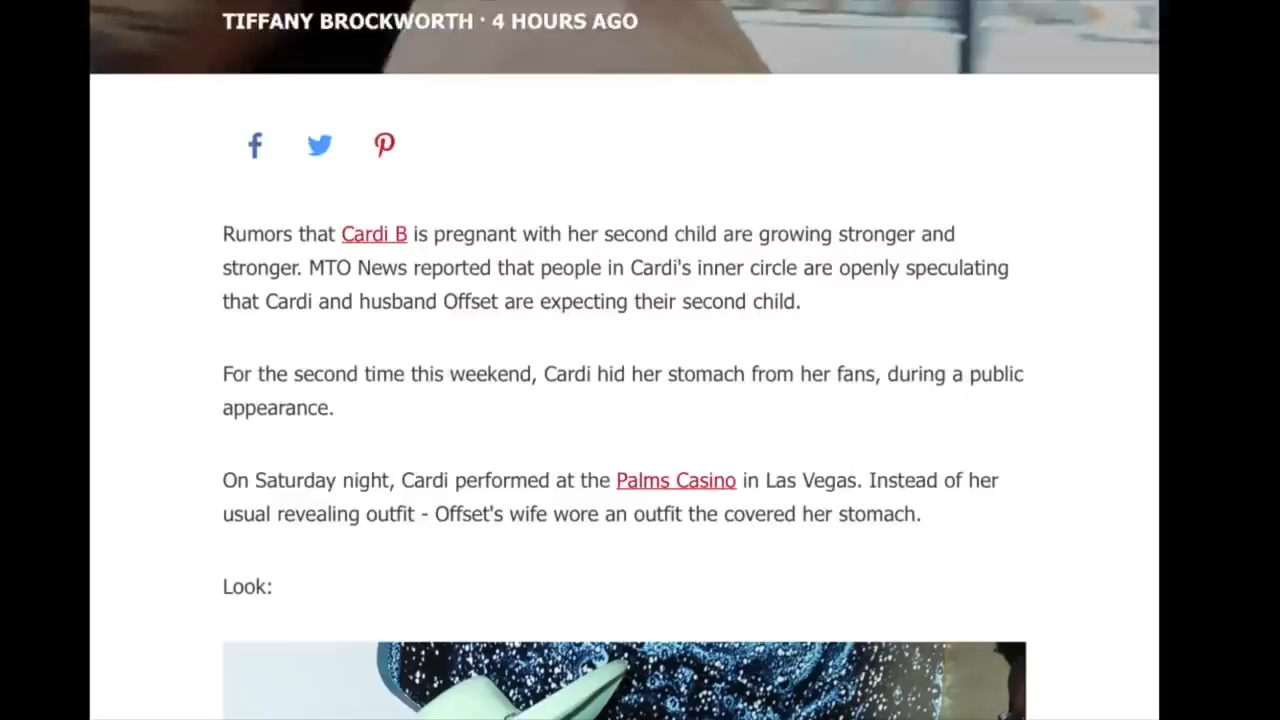 TIFFANY BROCKWORTH · 4 HOURS AGO
Rumors that Cardi B is pregnant with her second child are growing stronger and
stronger. MTO News reported that people in Cardi's inner circle are openly speculating
that Cardi and husband Offset are expecting their second child.
For the second time this weekend, Cardi hid her stomach from her fans, during a public
appearance.
On Saturday night, Cardi performed at the Palms Casino in Las Vegas. Instead of her
usual revealing outfit - Offset's wife wore an outfit the covered her stomach.
Look: